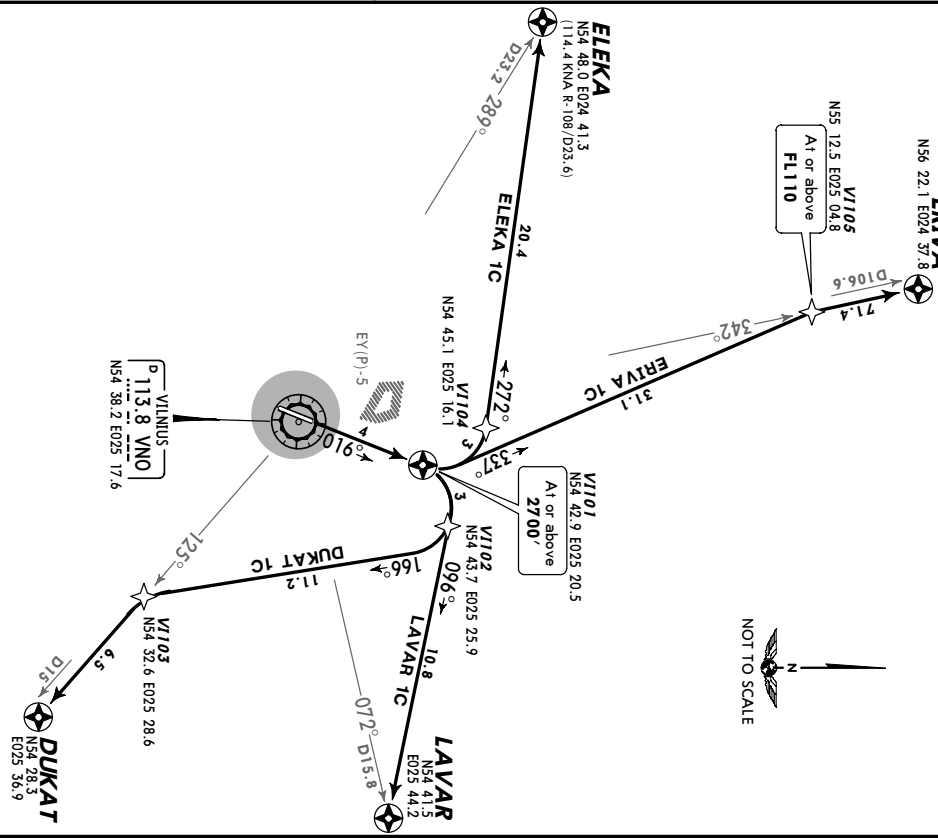 ELEKA
N54 48.0 E024 41.3
(114.4 KNA R-108/D23.6)
D23.2 289°
20.4
ELEKA 1C
272°
N56 22.1 E024 37.8
D106.6
71.4
VI105
N55 12.5 E025 04.8
At or above
FL110
342°
ERIVA 1C
31.1
337°
VI104
N54 45.1 E025 16.1
3
EY(P)-5
VILNIUS
D 113.8 VNO
N54 38.2 E025 17.6
4
016°
VI101
N54 42.9 E025 20.5
At or above
2700'
3
VI102
N54 43.7 E025 25.9
096°
10.8
LAVAR 1C
166°
DUKAT 1C
11.2
125°
072° D15.8
LAVAR
N54 41.5
E025 44.2
VI103
N54 32.6 E025 28.6
6.5
D15
DUKAT
N54 28.3
E025 36.9
N
NOT TO SCALE